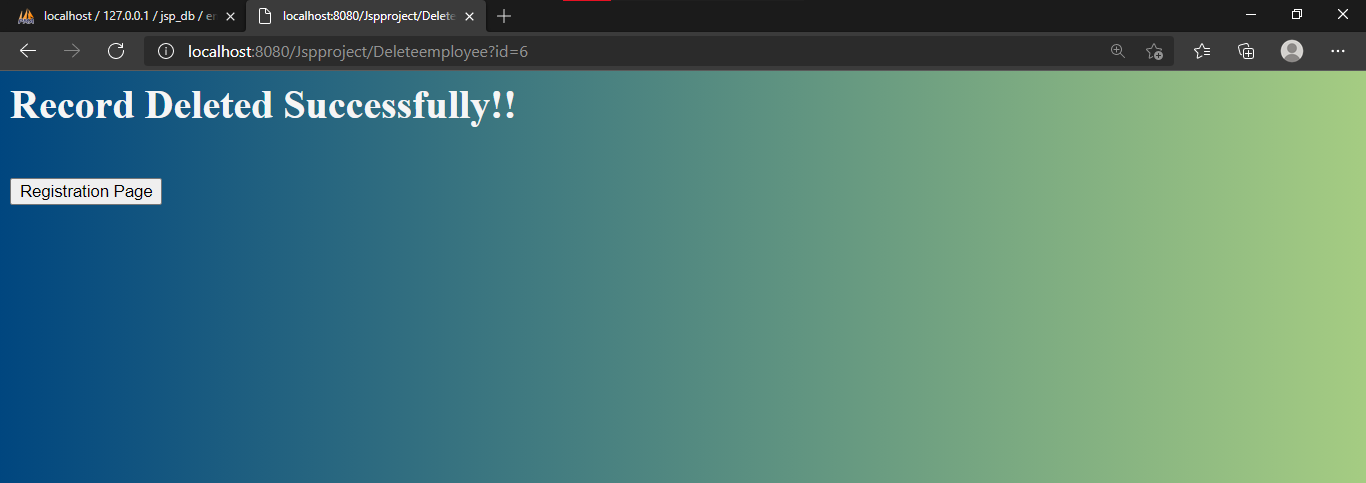 localhost / 127.0.0.1 / jsp_db / er
localhost:8080/Jspproject/Delete
localhost:8080/Jspproject/Deleteemployee?id=6
Record Deleted Successfully!!
Registration Page